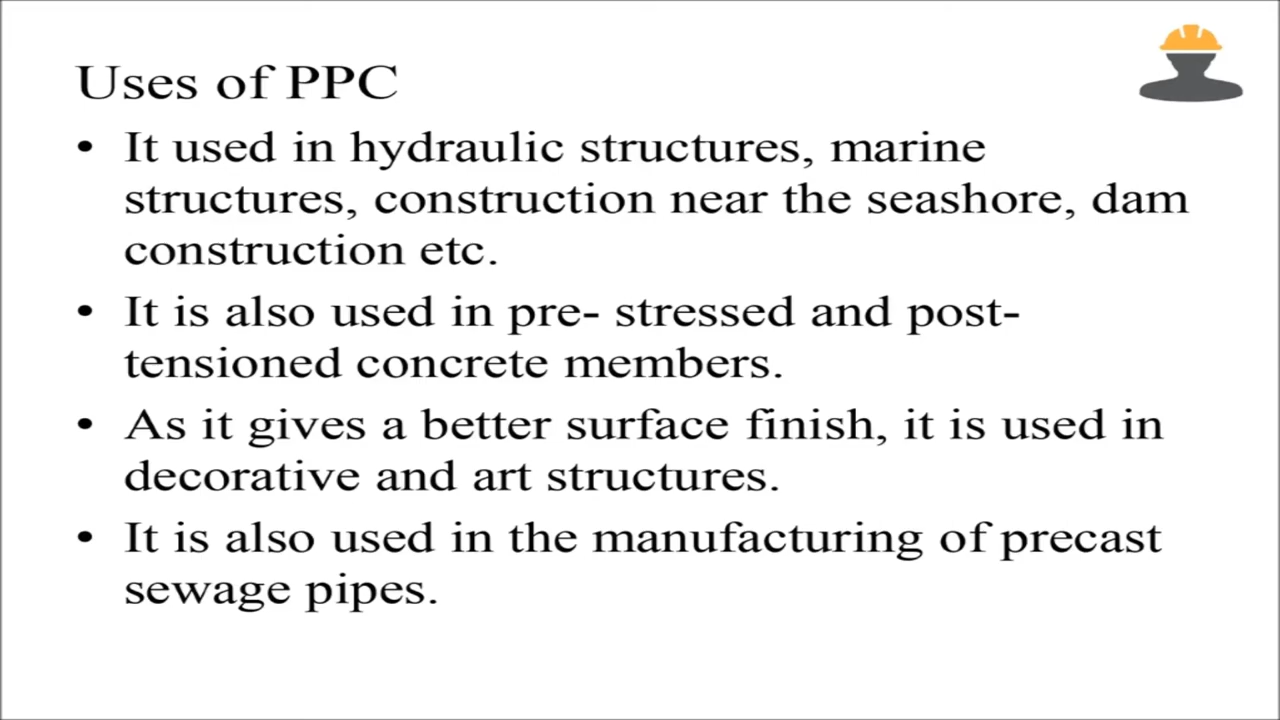 Uses of PPC
• It used in hydraulic structures, marine
structures, construction near the seashore, dam
construction etc.
• It is also used in pre- stressed and post-
tensioned concrete members.
• As it gives a better surface finish, it is used in
decorative and art structures.
• It is also used in the manufacturing of precast
sewage pipes.